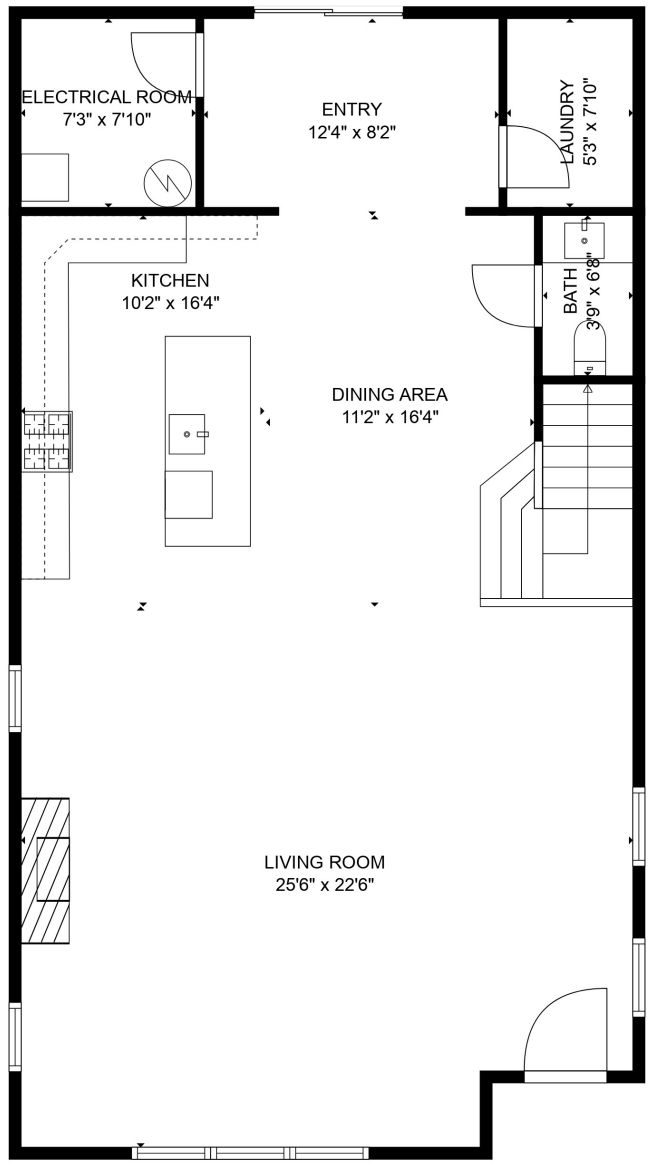 ELECTRICAL ROOM
7'3" x 7'10"
ENTRY
12'4" x 8'2"
LAUNDRY
5'3" x 7'10"
KITCHEN
10'2" x 16'4"
BATH
3'9" x 6'8"
DINING AREA
11'2" x 16'4"
LIVING ROOM
25'6" x 22'6"